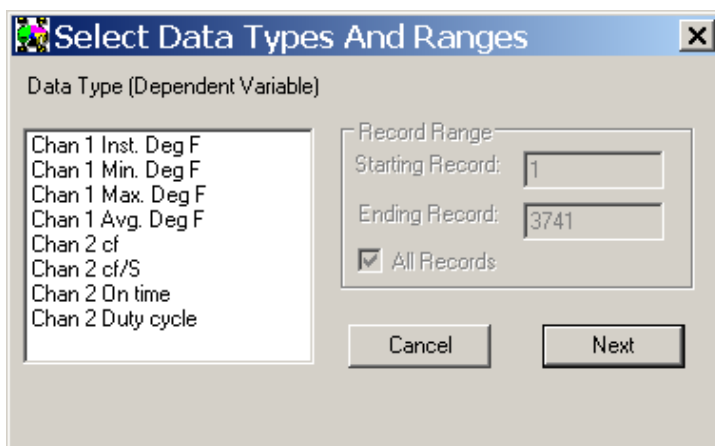 Select Data Types And Ranges
Data Type (Dependent Variable)
Chan 1 Inst. Deg F
Chan 1 Min. Deg F
Chan 1 Max. Deg F
Chan 1 Avg. Deg F
Chan 2 cf
Chan 2 cf/S
Chan 2 On time
Chan 2 Duty cycle
Record Range
Starting Record: 1
Ending Record: 3741
All Records
Cancel Next